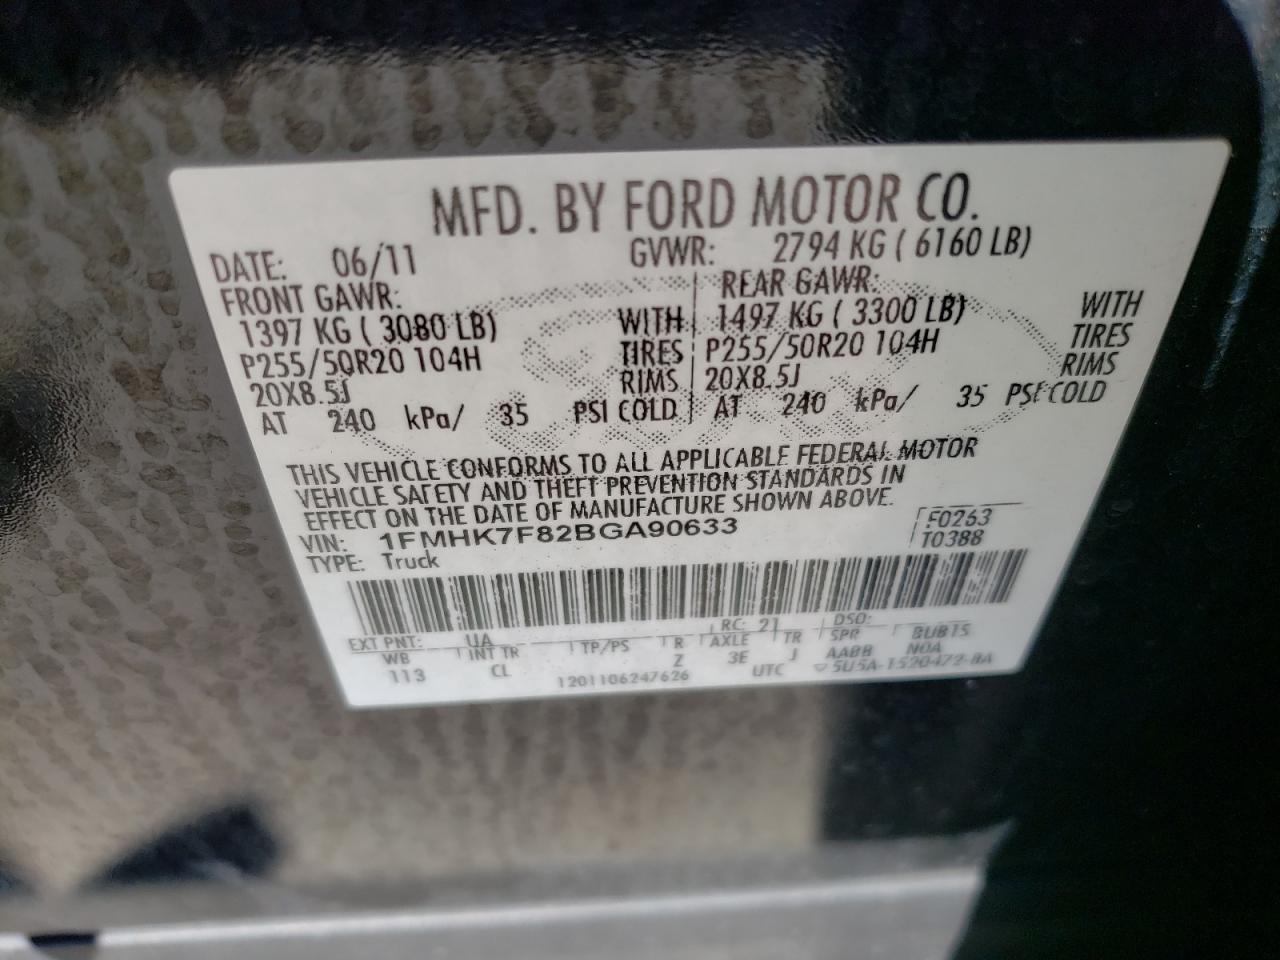 MFD. BY FORD MOTOR CO.
DATE: 06/11 GVWR: 2794 KG ( 6160 LB)
FRONT GAWR: REAR GAWR:
1397 KG ( 3080 LB) WITH 1497 KG ( 3300 LB) WITH
P255/50R20 104H TIRES P255/50R20 104H TIRES
20X8.5J RIMS 20X8.5J RIMS
AT 240 kPa/ 35 PSI COLD AT 240 kPa/ 35 PSI COLD
THIS VEHICLE CONFORMS TO ALL APPLICABLE FEDERAL MOTOR
VEHICLE SAFETY AND THEFT PREVENTION STANDARDS IN
EFFECT ON THE DATE OF MANUFACTURE SHOWN ABOVE.
VIN: 1FMHK7F82BGA90633 F0263
TYPE: Truck T0388
EXT PNT: UA RC: 21 DSO:
WB INT TR TP/PS R AXLE TR SPR BUBTS
113 CL Z 3E J AABB NOA
1201106247626 UTC ▽5U5A-1520472-BA